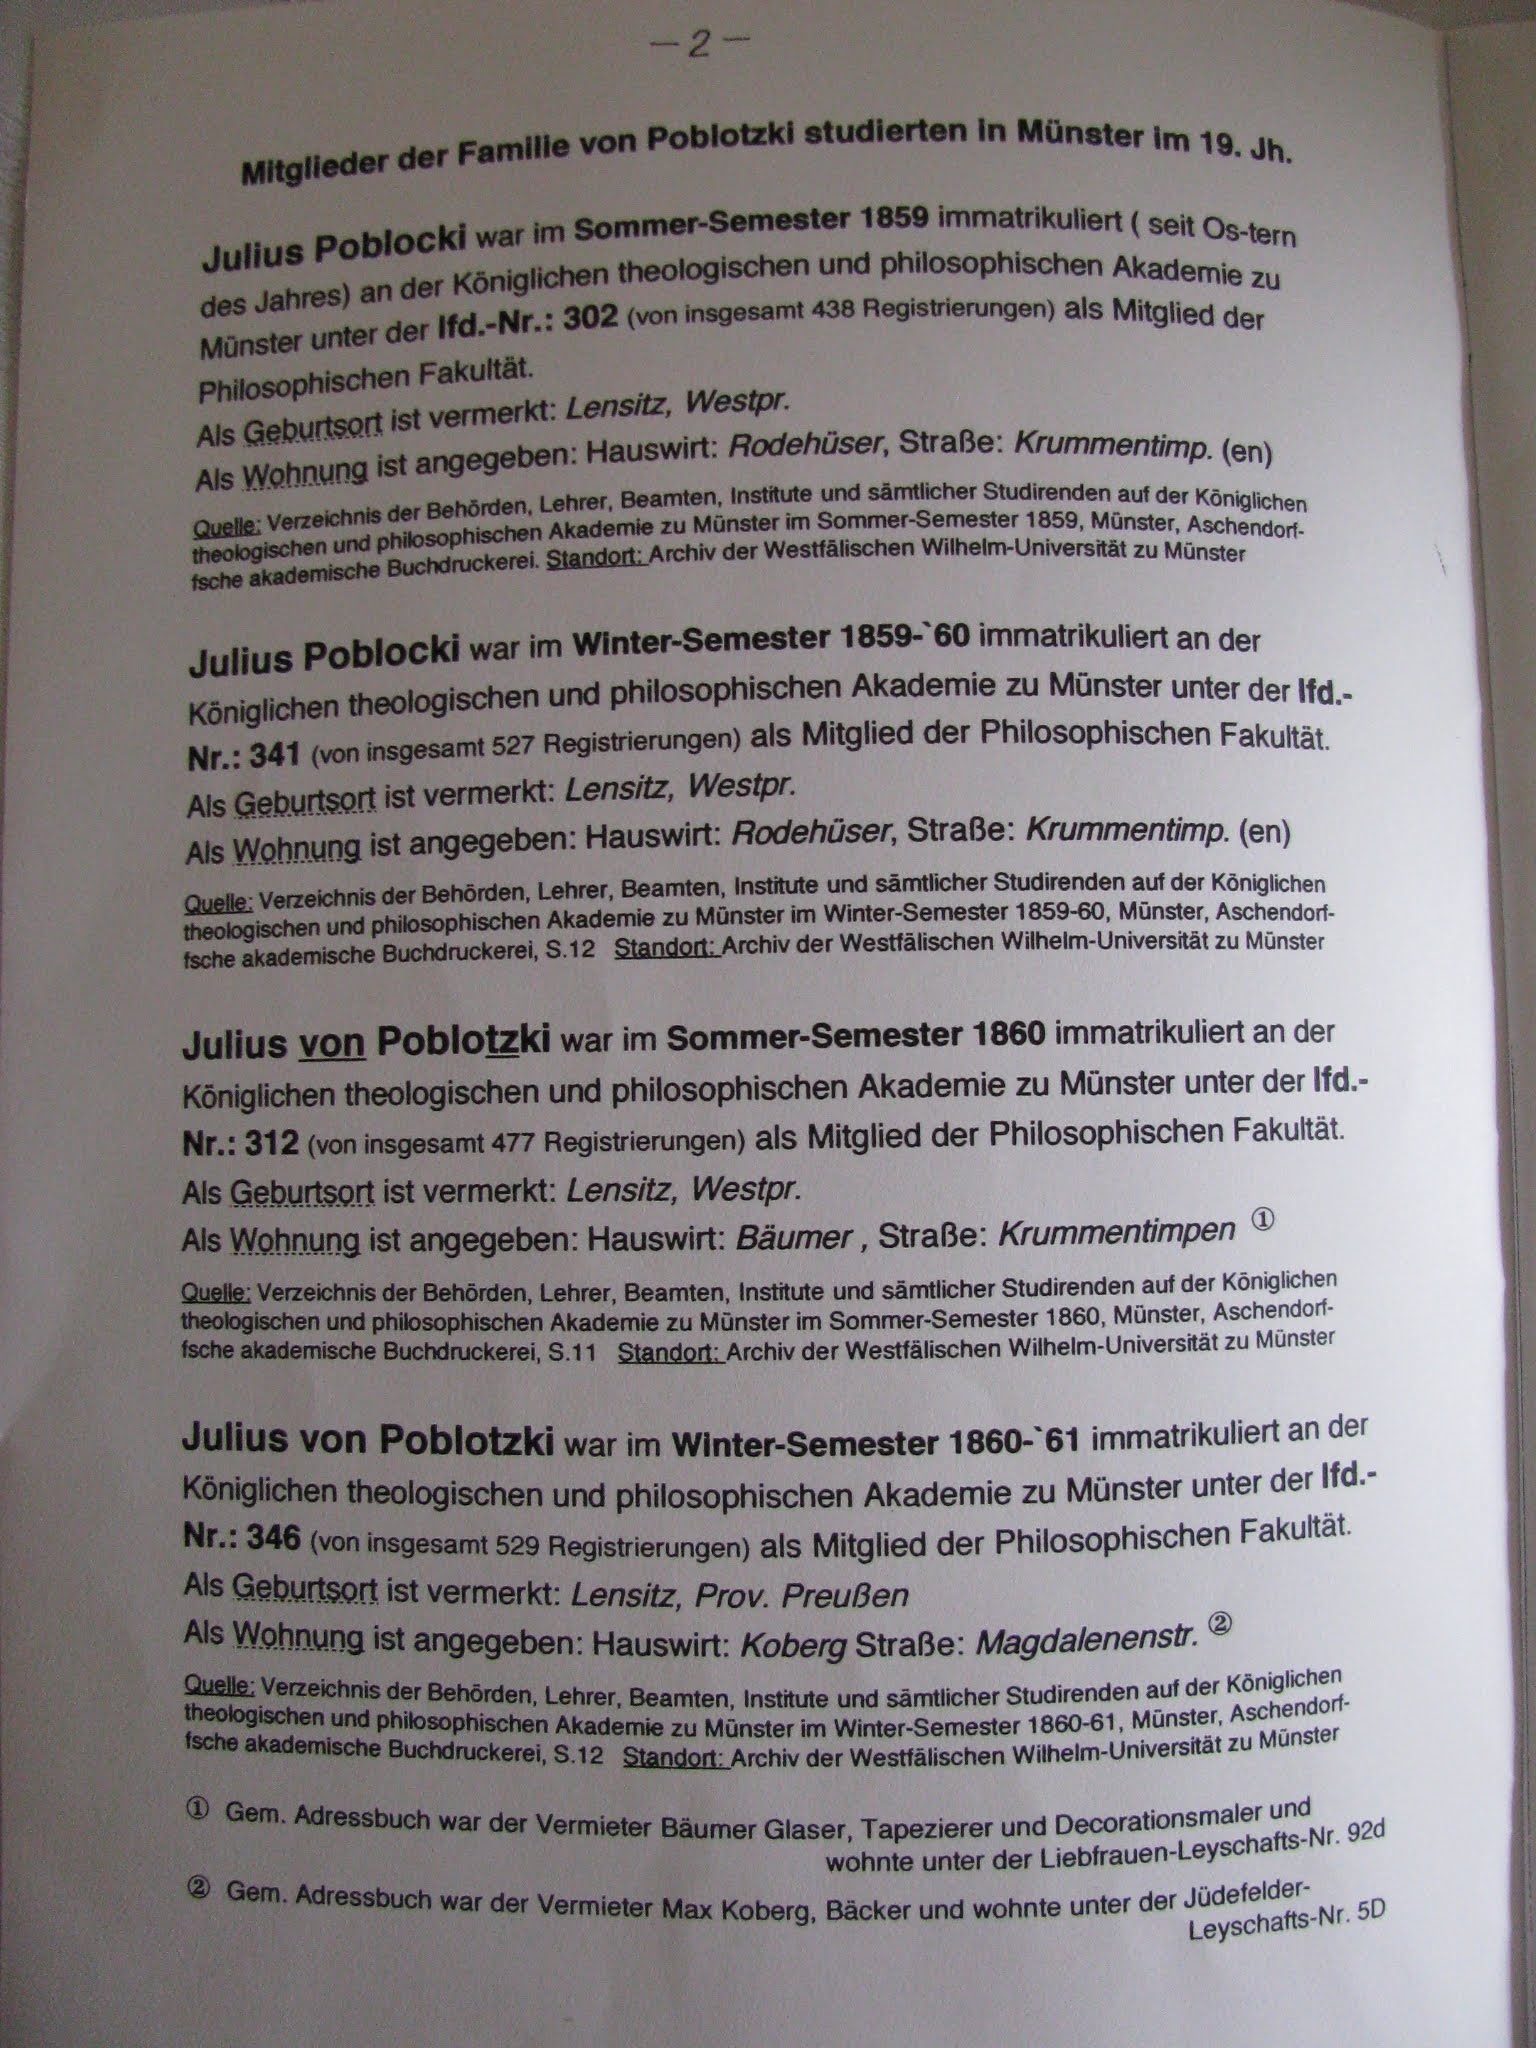 — 2 —
Mitglieder der Familie von Poblotzki studierten in Münster im 19. Jh.
Julius Poblocki war im Sommer-Semester 1859 immatrikuliert ( seit Os-tern
des Jahres) an der Königlichen theologischen und philosophischen Akademie zu
Münster unter der lfd.-Nr.: 302 (von insgesamt 438 Registrierungen) als Mitglied der
Philosophischen Fakultät.
Als Geburtsort ist vermerkt: Lensitz, Westpr.
Als Wohnung ist angegeben: Hauswirt: Rodehüser, Straße: Krummentimp. (en)
Quelle: Verzeichnis der Behörden, Lehrer, Beamten, Institute und sämtlicher Studirenden auf der Königlichen
theologischen und philosophischen Akademie zu Münster im Sommer-Semester 1859, Münster, Aschendorf-
fsche akademische Buchdruckerei. Standort: Archiv der Westfälischen Wilhelm-Universität zu Münster
Julius Poblocki war im Winter-Semester 1859-`60 immatrikuliert an der
Königlichen theologischen und philosophischen Akademie zu Münster unter der lfd.-
Nr.: 341 (von insgesamt 527 Registrierungen) als Mitglied der Philosophischen Fakultät.
Als Geburtsort ist vermerkt: Lensitz, Westpr.
Als Wohnung ist angegeben: Hauswirt: Rodehüser, Straße: Krummentimp. (en)
Quelle: Verzeichnis der Behörden, Lehrer, Beamten, Institute und sämtlicher Studirenden auf der Königlichen
theologischen und philosophischen Akademie zu Münster im Winter-Semester 1859-60, Münster, Aschendorf-
fsche akademische Buchdruckerei, S.12 Standort: Archiv der Westfälischen Wilhelm-Universität zu Münster
Julius von Poblotzki war im Sommer-Semester 1860 immatrikuliert an der
Königlichen theologischen und philosophischen Akademie zu Münster unter der lfd.-
Nr.: 312 (von insgesamt 477 Registrierungen) als Mitglied der Philosophischen Fakultät.
Als Geburtsort ist vermerkt: Lensitz, Westpr.
Als Wohnung ist angegeben: Hauswirt: Bäumer , Straße: Krummentimpen ①
Quelle: Verzeichnis der Behörden, Lehrer, Beamten, Institute und sämtlicher Studirenden auf der Königlichen
theologischen und philosophischen Akademie zu Münster im Sommer-Semester 1860, Münster, Aschendorf-
fsche akademische Buchdruckerei, S.11 Standort: Archiv der Westfälischen Wilhelm-Universität zu Münster
Julius von Poblotzki war im Winter-Semester 1860-`61 immatrikuliert an der
Königlichen theologischen und philosophischen Akademie zu Münster unter der lfd.-
Nr.: 346 (von insgesamt 529 Registrierungen) als Mitglied der Philosophischen Fakultät.
Als Geburtsort ist vermerkt: Lensitz, Prov. Preußen
Als Wohnung ist angegeben: Hauswirt: Koberg Straße: Magdalenenstr. ②
Quelle: Verzeichnis der Behörden, Lehrer, Beamten, Institute und sämtlicher Studirenden auf der Königlichen
theologischen und philosophischen Akademie zu Münster im Winter-Semester 1860-61, Münster, Aschendorf-
fsche akademische Buchdruckerei, S.12 Standort: Archiv der Westfälischen Wilhelm-Universität zu Münster
① Gem. Adressbuch war der Vermieter Bäumer Glaser, Tapezierer und Decorationsmaler und
wohnte unter der Liebfrauen-Leyschafts-Nr. 92d
② Gem. Adressbuch war der Vermieter Max Koberg, Bäcker und wohnte unter der Jüdefelder-
Leyschafts-Nr. 5D